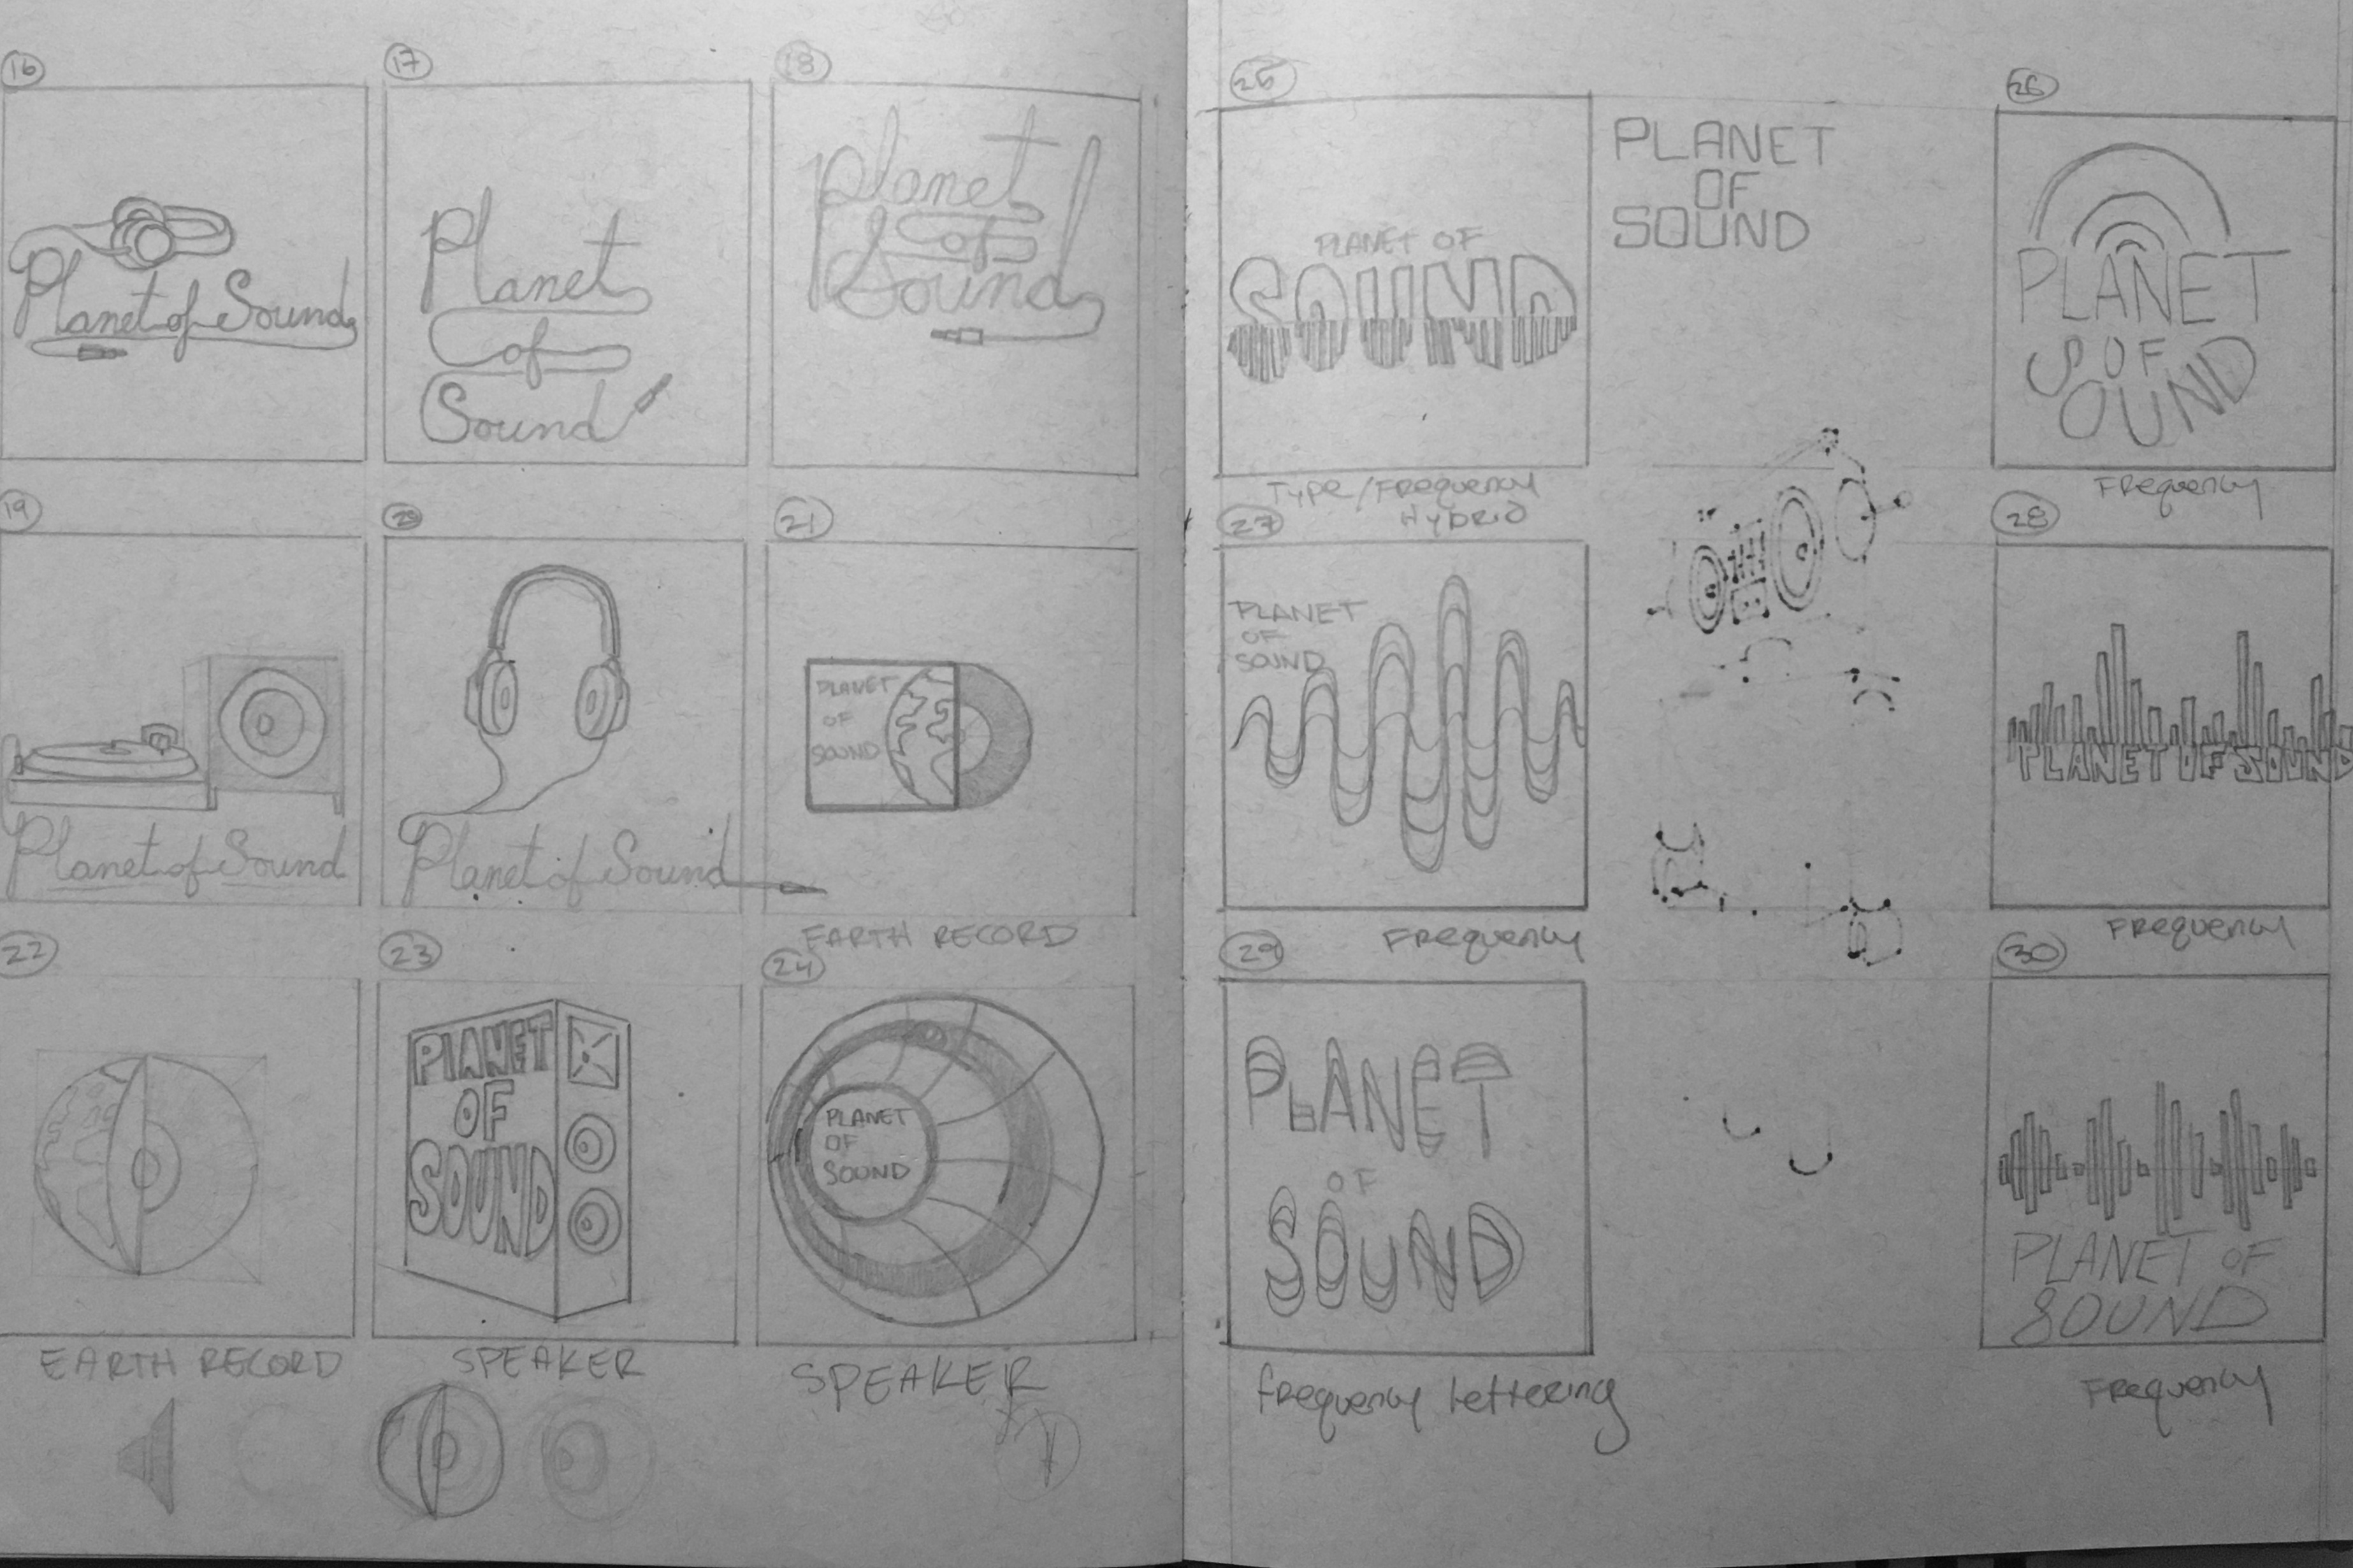 16
Planet of Sound
17
Planet
of
Sound
18
Planet
of
Sound
19
Planet of Sound
20
Planet of Sound
21
PLANET
OF
SOUND
EARTH RECORD
22
EARTH RECORD
23
PLANET
OF
SOUND
SPEAKER
24
PLANET
OF
SOUND
SPEAKER
25
PLANET OF
SOUND
TYPE/Frequency
Hybrid
PLANET
OF
SOUND
26
PLANET
OF
SOUND
Frequency
27
PLANET
OF
SOUND
Frequency
28
PLANET OF SOUND
Frequency
29
PLANET
OF
SOUND
frequency lettering
30
PLANET OF
SOUND
Frequency